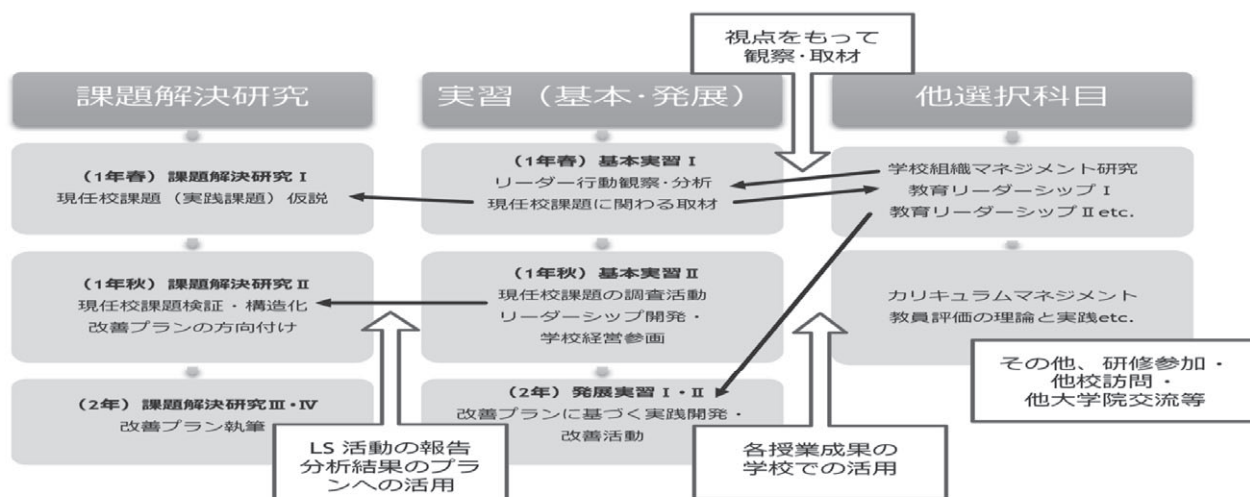 視点をもって
観察・取材
課題解決研究
実習（基本・発展）
他選択科目
（1年春）課題解決研究Ⅰ
現任校課題（実践課題）仮説
（1年春）基本実習Ⅰ
リーダー行動観察・分析
現任校課題に関わる取材
学校組織マネジメント研究
教育リーダーシップⅠ
教育リーダーシップⅡetc.
（1年秋）課題解決研究Ⅱ
現任校課題検証・構造化
改善プランの方向付け
（1年秋）基本実習Ⅱ
現任校課題の調査活動
リーダーシップ開発・
学校経営参画
カリキュラムマネジメント
教員評価の理論と実践etc.
その他、研修参加・
他校訪問・
他大学院交流等
（2年）課題解決研究Ⅲ・Ⅳ
改善プラン執筆
（2年）発展実習Ⅰ・Ⅱ
改善プランに基づく実践開発・
改善活動
LS 活動の報告
分析結果のプラ
ンへの活用
各授業成果の
学校での活用